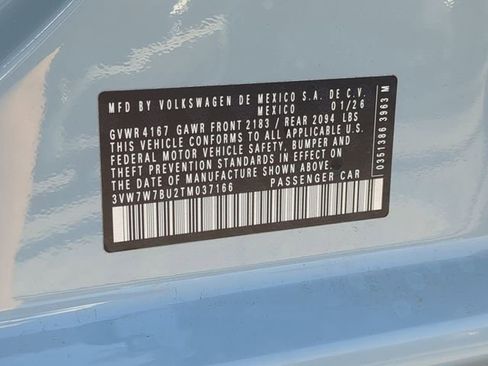 MFD BY VOLKSWAGEN DE MEXICO S.A. DE C.V.
MEXICO 01/26
GVWR 4167 GAWR FRONT 2183 / REAR 2094 LBS
THIS VEHICLE CONFORMS TO ALL APPLICABLE U.S.
FEDERAL MOTOR VEHICLE SAFETY, BUMPER AND
THEFT PREVENTION STANDARDS IN EFFECT ON
THE DATE OF MANUFACTURE SHOWN ABOVE.
3VW7W7BU2TM037166 PASSENGER CAR
0351386 3963 M